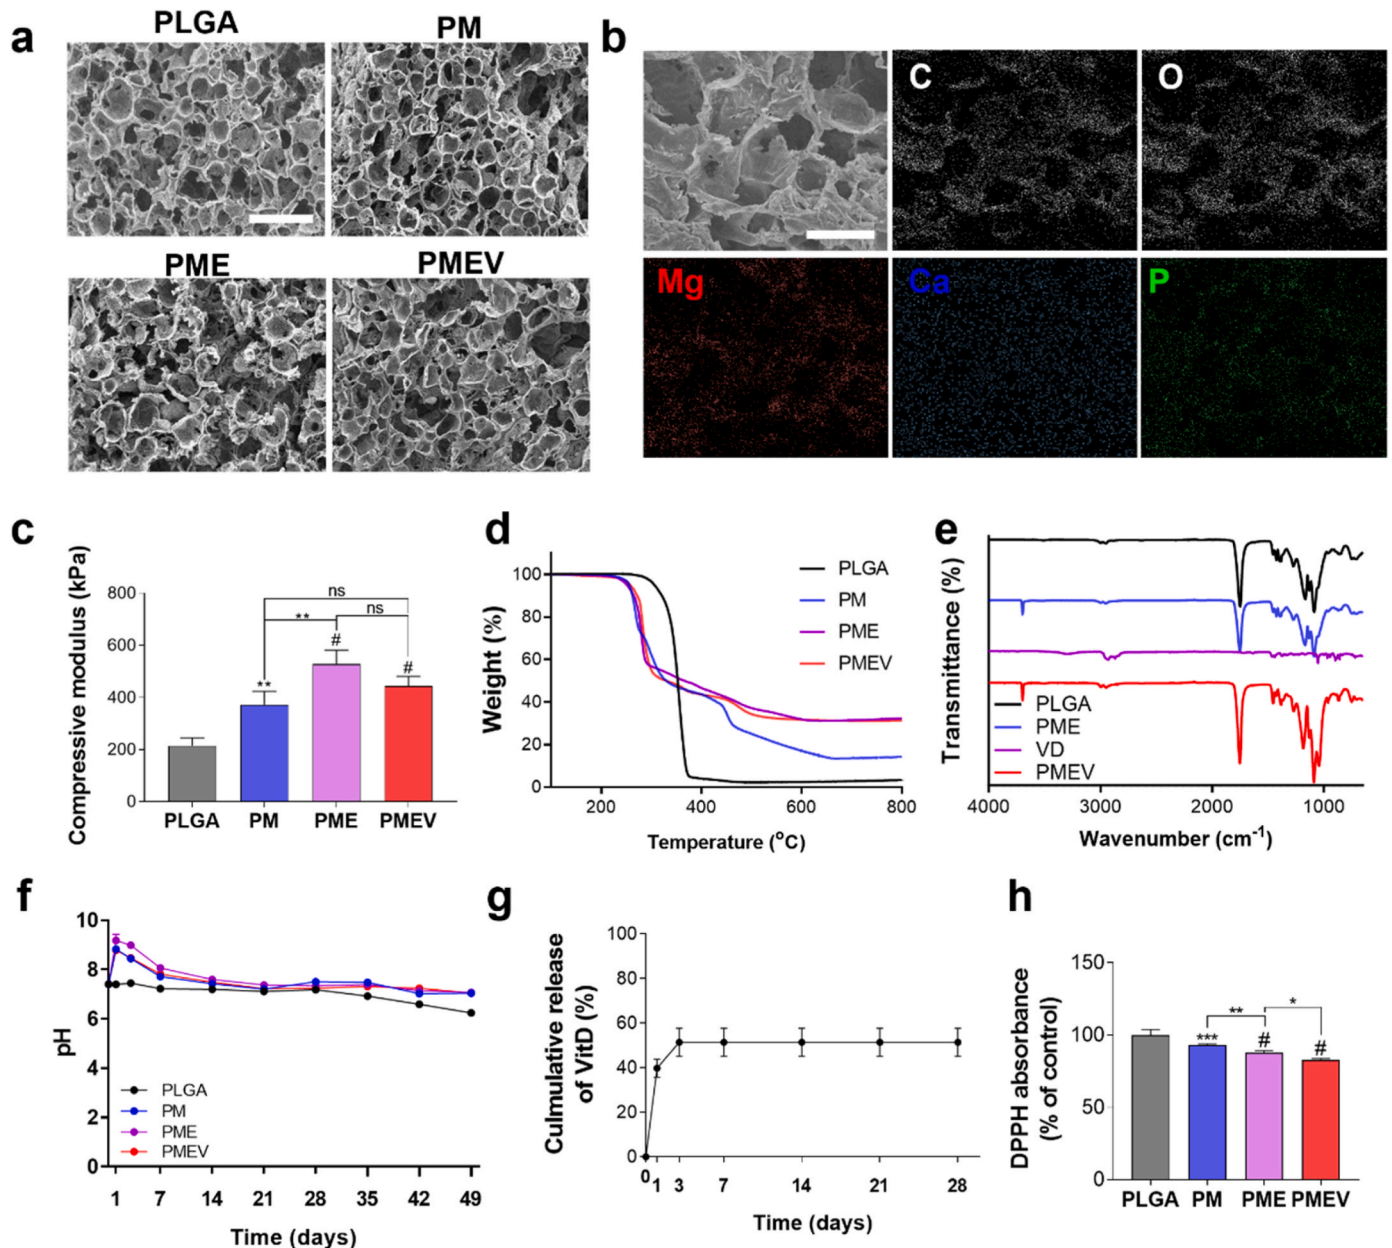 a
PLGA
PM
PME
PMEV
b
C
O
Mg
Ca
P
c
Compressive modulus (kPa)
800
600
400
200
0
ns
** ns
#
#
**
PLGA PM PME PMEV
d
Weight (%)
100
80
60
40
20
0
PLGA
PM
PME
PMEV
200 400 600 800
Temperature (°C)
e
Transmittance (%)
PLGA
PME
VD
PMEV
4000 3000 2000 1000
Wavenumber (cm-1)
f
pH
10
8
6
4
2
0
PLGA
PM
PME
PMEV
1 7 14 21 28 35 42 49
Time (days)
g
Culmulative release
of VitD (%)
100
80
60
40
20
0
0 1 3 7 14 21 28
Time (days)
h
DPPH absorbance
(% of control)
150
100
50
0
** *
*** # #
PLGA PM PME PMEV